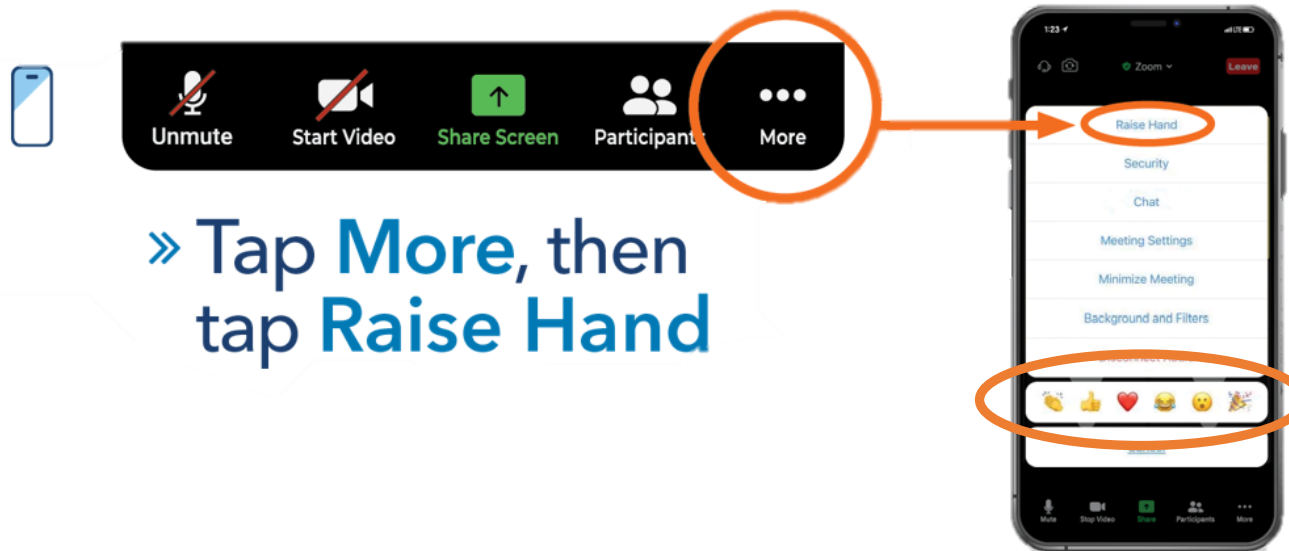 Unmute
Start Video
Share Screen
Participants
More
» Tap More, then
tap Raise Hand
1:23
LTE
Zoom
Leave
Raise Hand
Security
Chat
Meeting Settings
Minimize Meeting
Background and Filters
Mute
Stop Video
Share
Participants
More